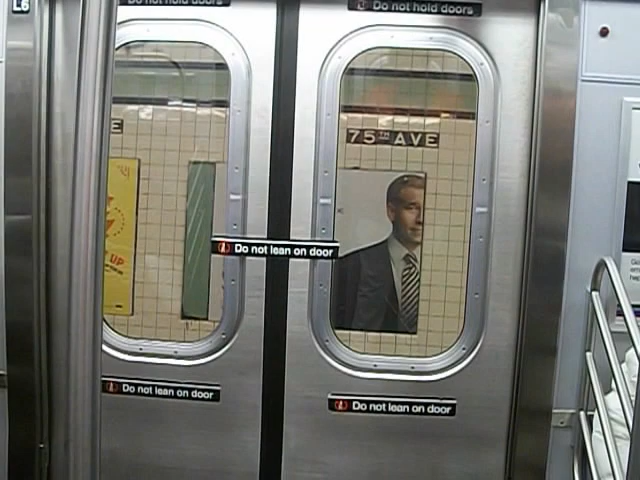 L6
Do not hold doors
Do not hold doors
E
75TH AVE
UP
Do not lean on door
Do not lean on door
Do not lean on door